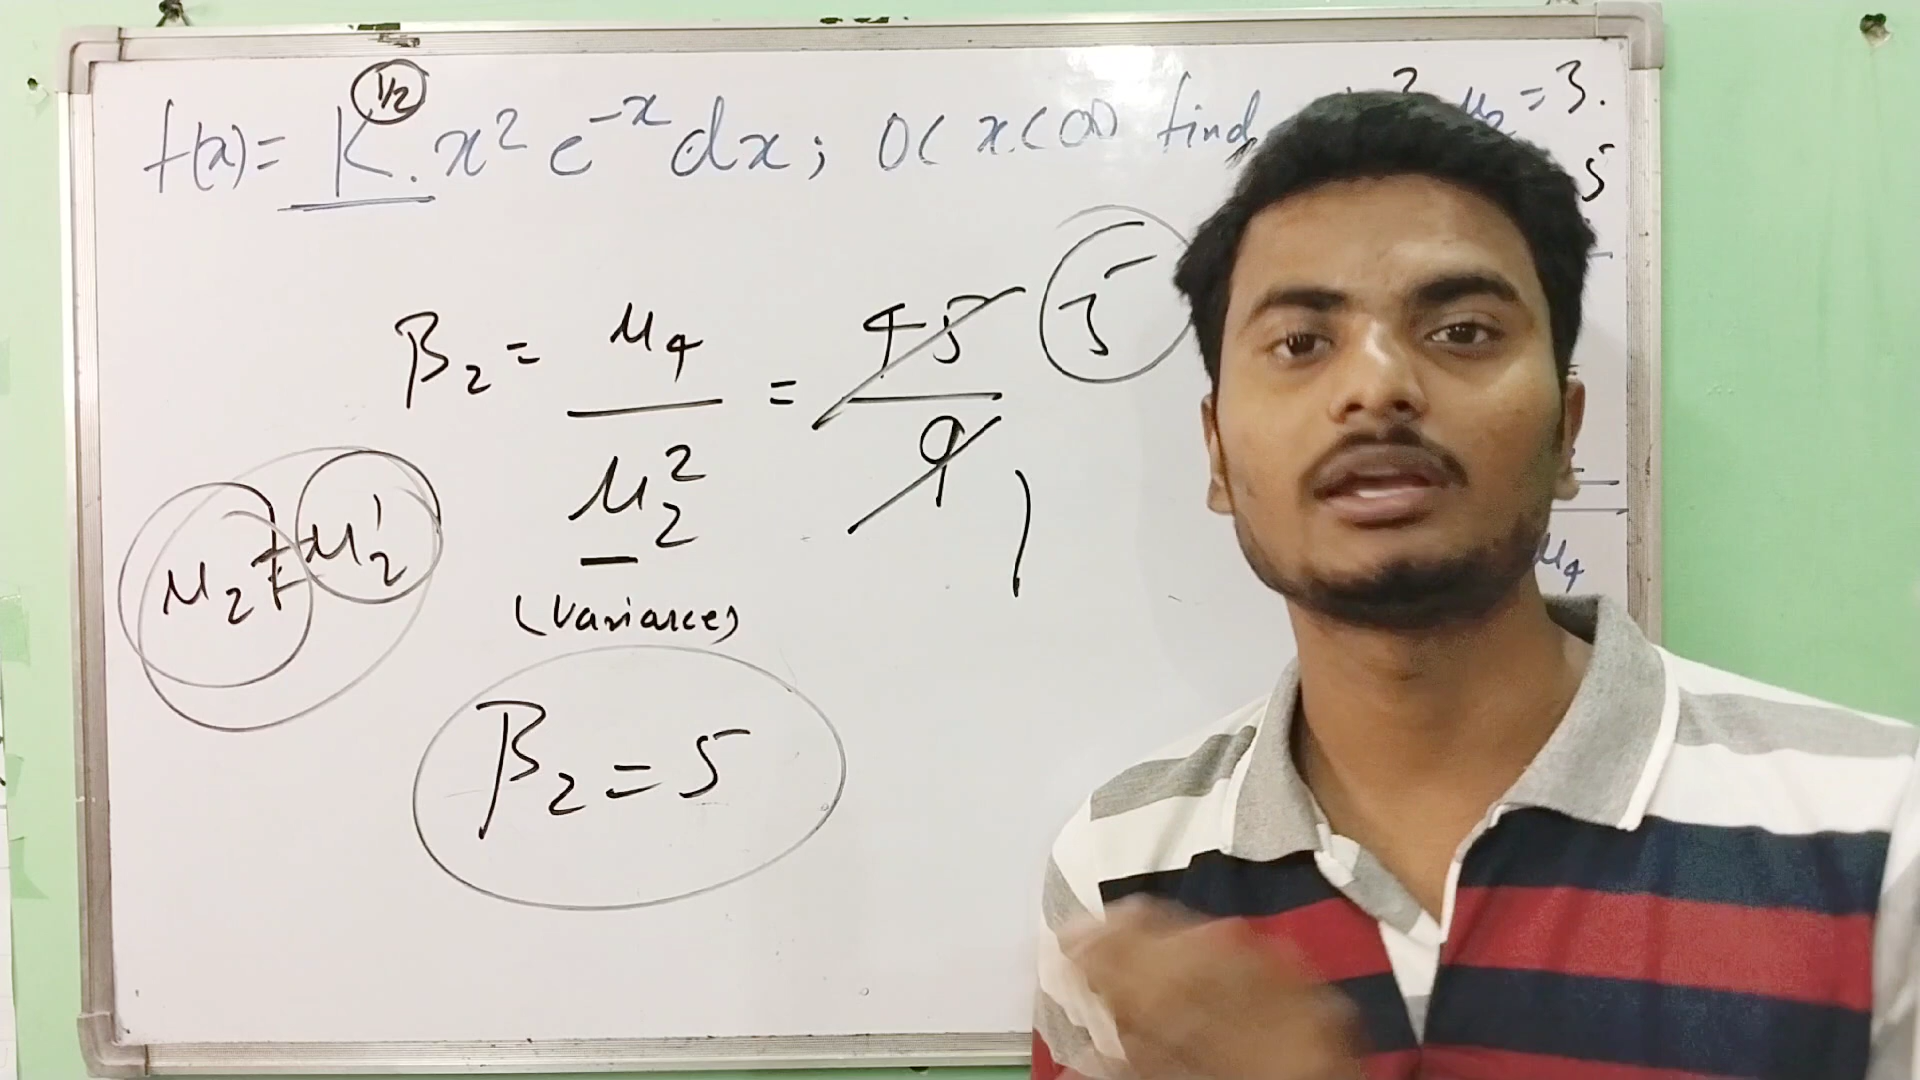 1/2
f(x) = K. x² e^-x dx ; 0 < x < ∞ find μ₂ = 3.
5
β₂ = μ₄ / μ₂² = 45 / 9 5
μ₂ ≠ μ₂'
(Variance)
μ₄
β₂ = 5